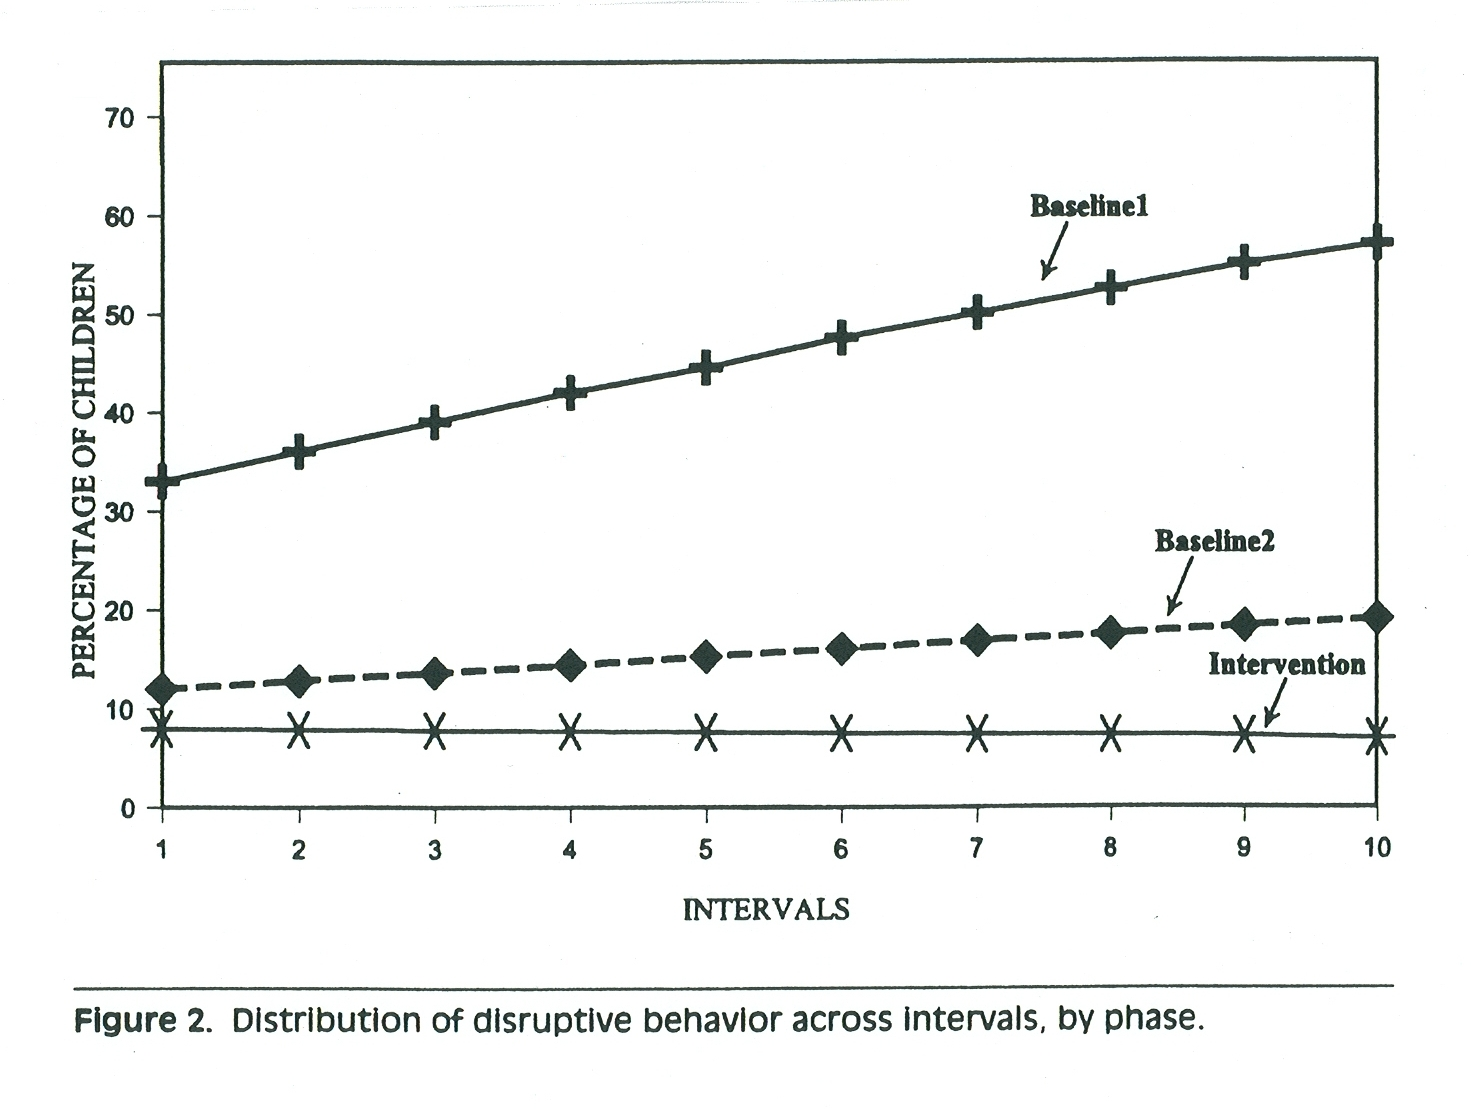 70
60
50
40
30
20
10
0
PERCENTAGE OF CHILDREN
Baseline1
Baseline2
Intervention
1 2 3 4 5 6 7 8 9 10
INTERVALS
Figure 2. Distribution of disruptive behavior across intervals, by phase.